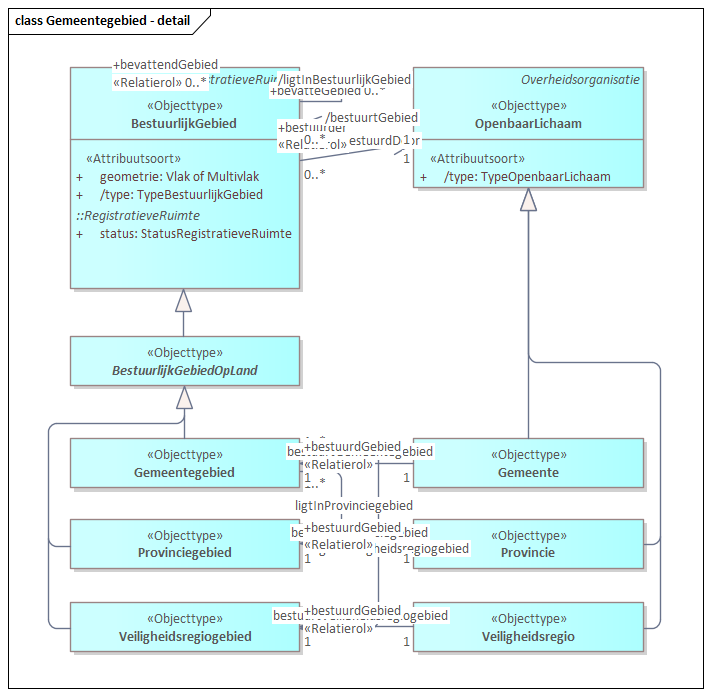 class Gemeentegebied - detail
+bevattendGebied
«Relatierol» 0..*
/ligtInBestuurlijkGebied
+bevatteGebied 0..*
«Objecttype»
BestuurlijkGebied
«Attribuutsoort»
+ geometrie: Vlak of Multivlak
+ /type: TypeBestuurlijkGebied
::RegistratieveRuimte
+ status: StatusRegistratieveRuimte
Overheidsorganisatie
«Objecttype»
OpenbaarLichaam
«Attribuutsoort»
+ /type: TypeOpenbaarLichaam
/bestuurtGebied
+bestuurder
0..*
1
«Relatierol»
1
0..*
«Objecttype»
BestuurlijkGebiedOpLand
«Objecttype»
Gemeentegebied
+bestuurdGebied
«Relatierol»
1
1
«Objecttype»
Gemeente
ligtInProvinciegebied
«Objecttype»
Provinciegebied
+bestuurdGebied
«Relatierol»
1
1
«Objecttype»
Provincie
«Objecttype»
Veiligheidsregiogebied
+bestuurdGebied
«Relatierol»
1
1
«Objecttype»
Veiligheidsregio